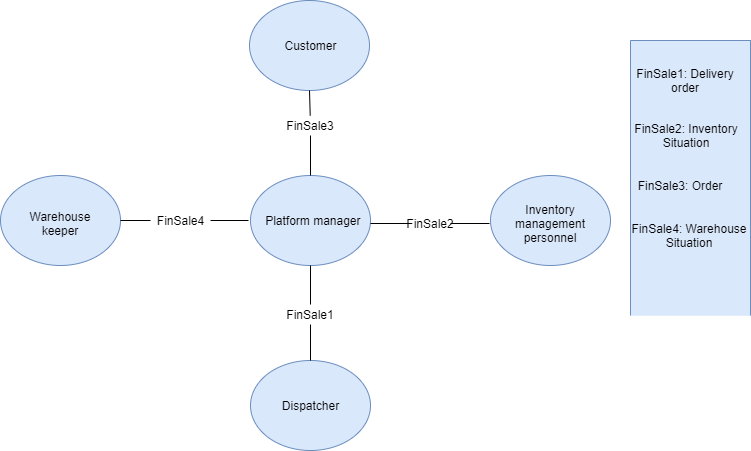 Customer
FinSale3
Warehouse
keeper
FinSale4
Platform manager
FinSale2
Inventory
management
personnel
FinSale1
Dispatcher
FinSale1: Delivery
order
FinSale2: Inventory
Situation
FinSale3: Order
FinSale4: Warehouse
Situation